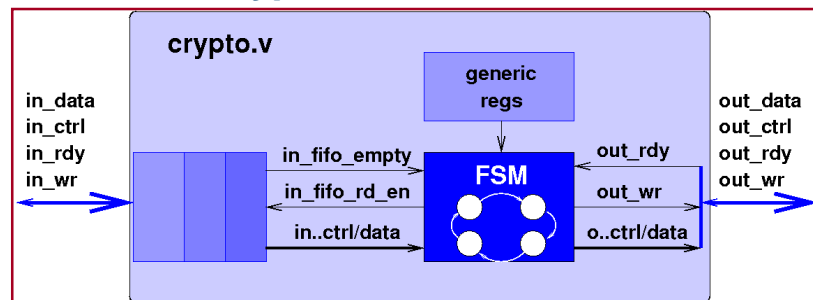 crypto.v
generic
regs
in_data
in_ctrl
in_rdy
in_wr
in_fifo_empty
in_fifo_rd_en
in..ctrl/data
FSM
out_rdy
out_wr
o..ctrl/data
out_data
out_ctrl
out_rdy
out_wr